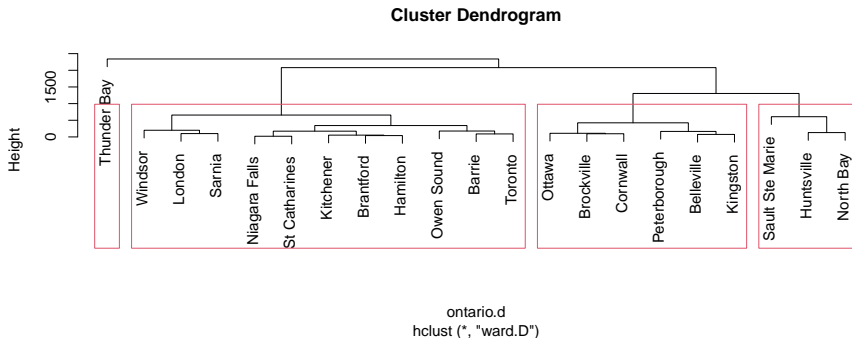 Cluster Dendrogram
Height
0
1500
Thunder Bay
Windsor
London
Sarnia
Niagara Falls
St Catharines
Kitchener
Brantford
Hamilton
Owen Sound
Barrie
Toronto
Ottawa
Brockville
Cornwall
Peterborough
Belleville
Kingston
Sault Ste Marie
Huntsville
North Bay
ontario.d
hclust (*, "ward.D")